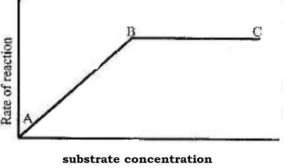 B
C
Rate of reaction
A
substrate concentration